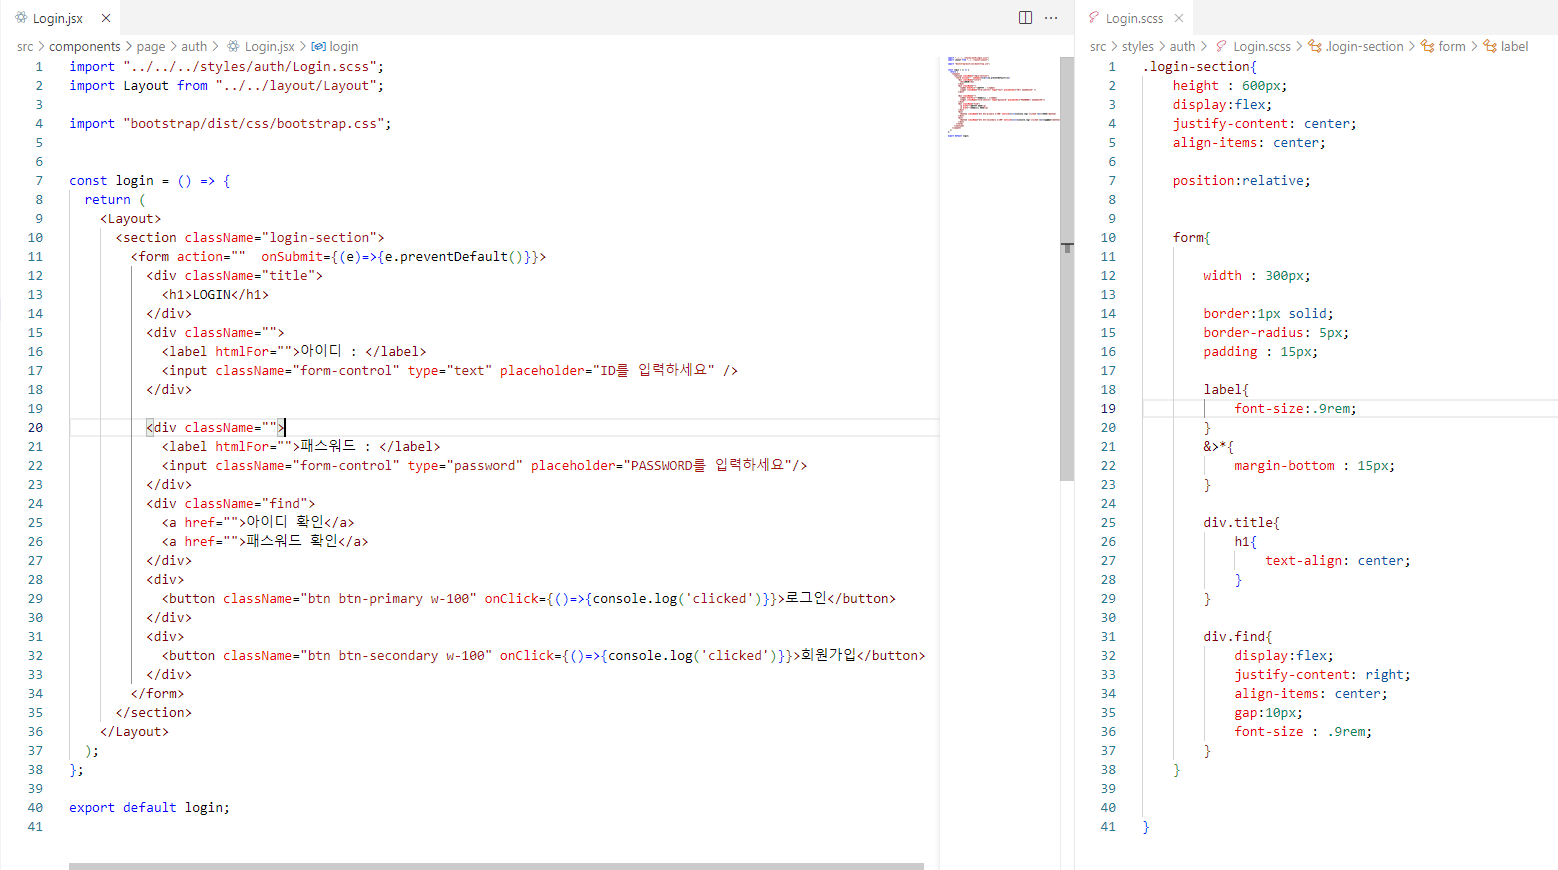 Login.jsx
src > components > page > auth > Login.jsx > login
1 import "../../../styles/auth/Login.scss";
2 import Layout from "../../layout/Layout";
3
4 import "bootstrap/dist/css/bootstrap.css";
5
6
7 const login = () => {
8   return (
9     <Layout>
10       <section className="login-section">
11         <form action=""  onSubmit={(e)=>{e.preventDefault()}}>
12           <div className="title">
13             <h1>LOGIN</h1>
14           </div>
15           <div className="">
16             <label htmlFor="">아이디 : </label>
17             <input className="form-control" type="text" placeholder="ID를 입력하세요" />
18           </div>
19
20           <div className="">
21             <label htmlFor="">패스워드 : </label>
22             <input className="form-control" type="password" placeholder="PASSWORD를 입력하세요"/>
23           </div>
24           <div className="find">
25             <a href="">아이디 확인</a>
26             <a href="">패스워드 확인</a>
27           </div>
28           <div>
29             <button className="btn btn-primary w-100" onClick={()=>{console.log('clicked')}}>로그인</button>
30           </div>
31           <div>
32             <button className="btn btn-secondary w-100" onClick={()=>{console.log('clicked')}}>회원가입</button>
33           </div>
34         </form>
35       </section>
36     </Layout>
37   );
38 };
39
40 export default login;
41
Login.scss
src > styles > auth > Login.scss > .login-section > form > label
1 .login-section{
2     height : 600px;
3     display:flex;
4     justify-content: center;
5     align-items: center;
6
7     position:relative;
8
9
10     form{
11
12         width : 300px;
13
14         border:1px solid;
15         border-radius: 5px;
16         padding : 15px;
17
18         label{
19             font-size:.9rem;
20         }
21         &>*{
22             margin-bottom : 15px;
23         }
24
25         div.title{
26             h1{
27                 text-align: center;
28             }
29         }
30
31         div.find{
32             display:flex;
33             justify-content: right;
34             align-items: center;
35             gap:10px;
36             font-size : .9rem;
37         }
38     }
39
40
41 }